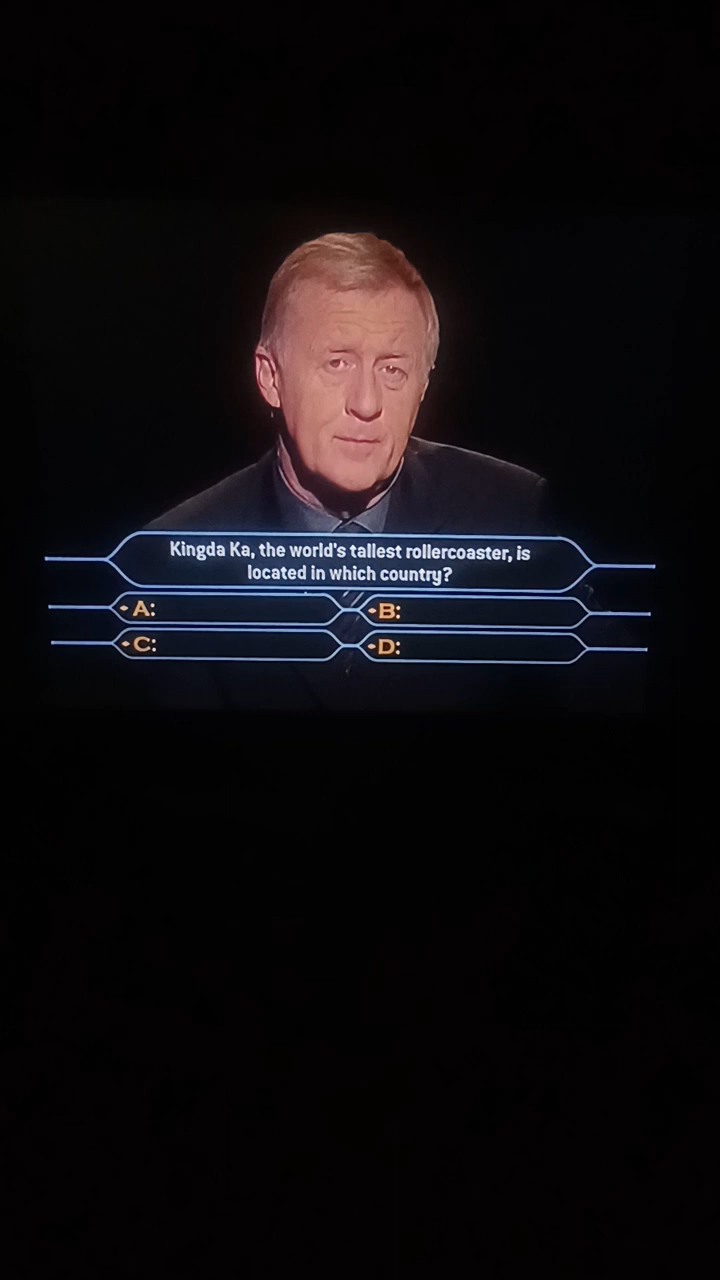 Kingda Ka, the world's tallest rollercoaster, is
located in which country?
A: B:
C: D: